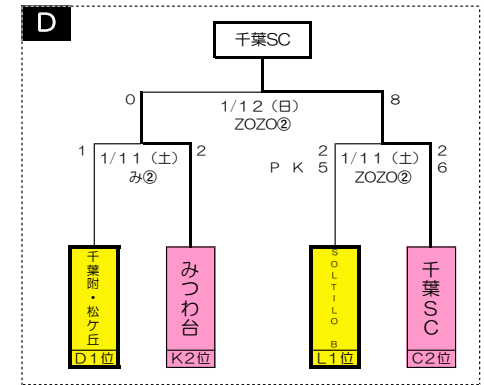 D
千葉SC
0
1/12（日）
8
ZOZO②
1
1/11（土）
2
み②
2
1/11（土）
2
ＰＫ 5
ZOZO②
6
千葉附・松ケ丘
みつわ台
ＳＯＬＴＩＬＯ Ｂ
千葉SC
D1位
K2位
L1位
C2位